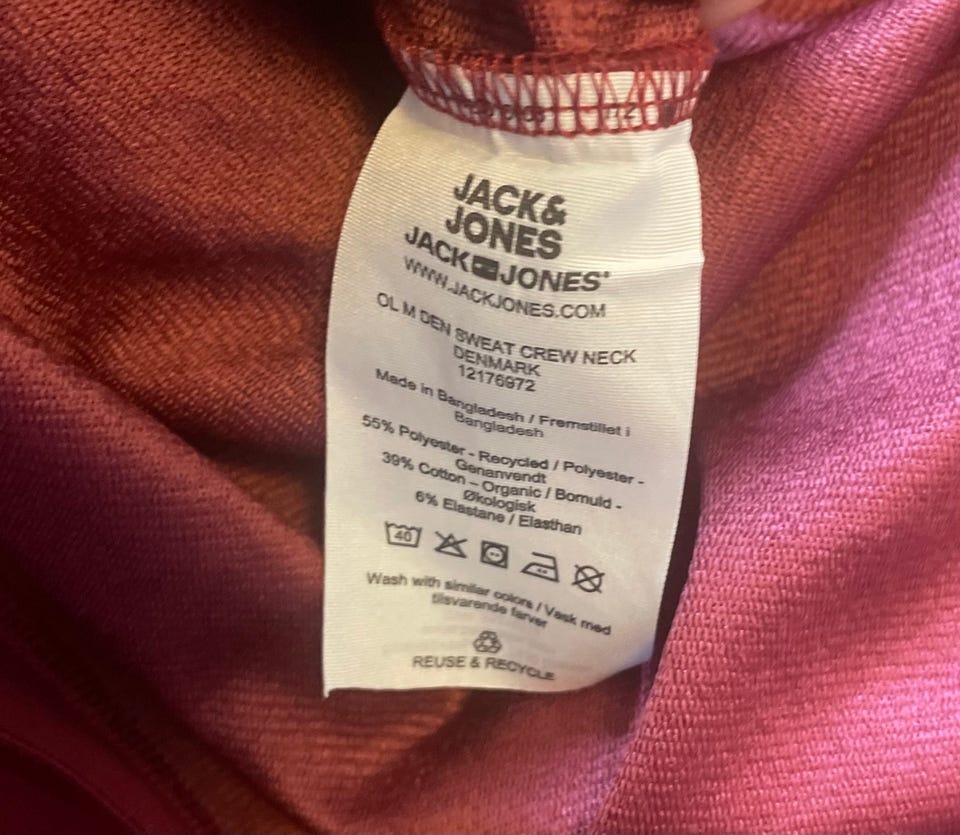 JACK&
JONES
JACK JONES®
WWW.JACKJONES.COM
OL M DEN SWEAT CREW NECK
DENMARK
12176972
Made in Bangladesh / Fremstillet i
Bangladesh
55% Polyester - Recycled / Polyester -
Genanvendt
39% Cotton - Organic / Bomuld -
Økologisk
6% Elastane / Elasthan
40
Wash with similar colors / Vask med
tilsvarende farver
REUSE & RECYCLE